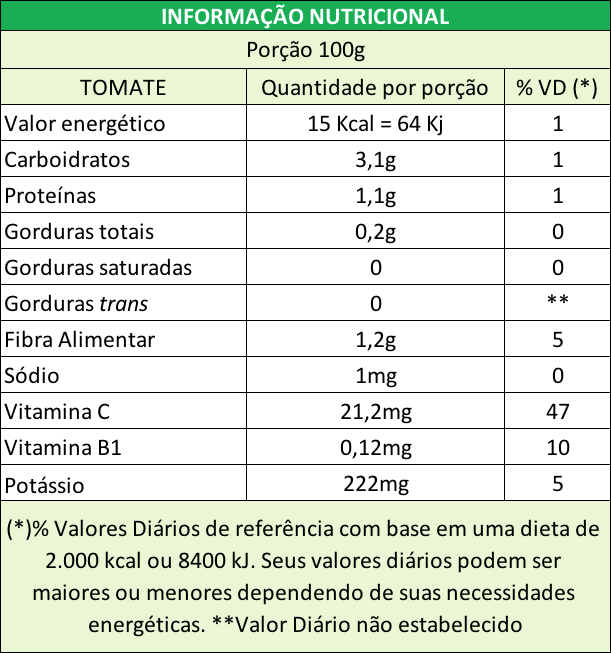 INFORMAÇÃO NUTRICIONAL
Porção 100g
TOMATE Quantidade por porção % VD (*)
Valor energético 15 Kcal = 64 Kj 1
Carboidratos 3,1g 1
Proteínas 1,1g 1
Gorduras totais 0,2g 0
Gorduras saturadas 0 0
Gorduras trans 0 **
Fibra Alimentar 1,2g 5
Sódio 1mg 0
Vitamina C 21,2mg 47
Vitamina B1 0,12mg 10
Potássio 222mg 5
(*)% Valores Diários de referência com base em uma dieta de
2.000 kcal ou 8400 kJ. Seus valores diários podem ser
maiores ou menores dependendo de suas necessidades
energéticas. **Valor Diário não estabelecido